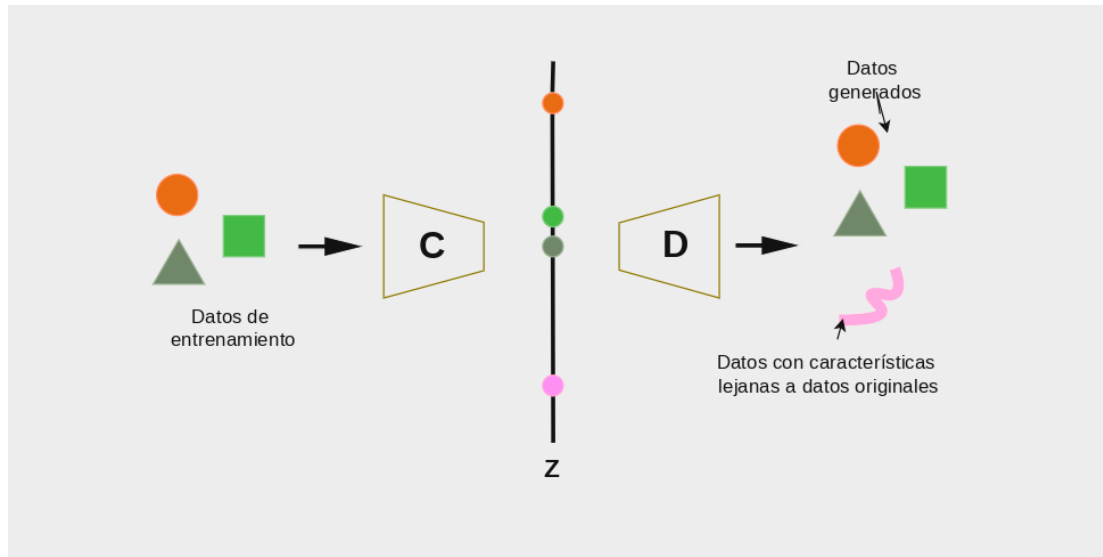 Datos
generados
C
D
Datos de
entrenamiento
Datos con características
lejanas a datos originales
Z